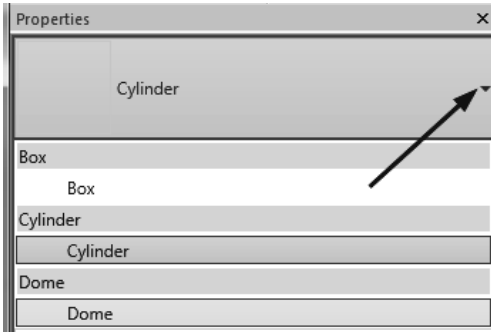 Properties
Cylinder
Box
Box
Cylinder
Cylinder
Dome
Dome